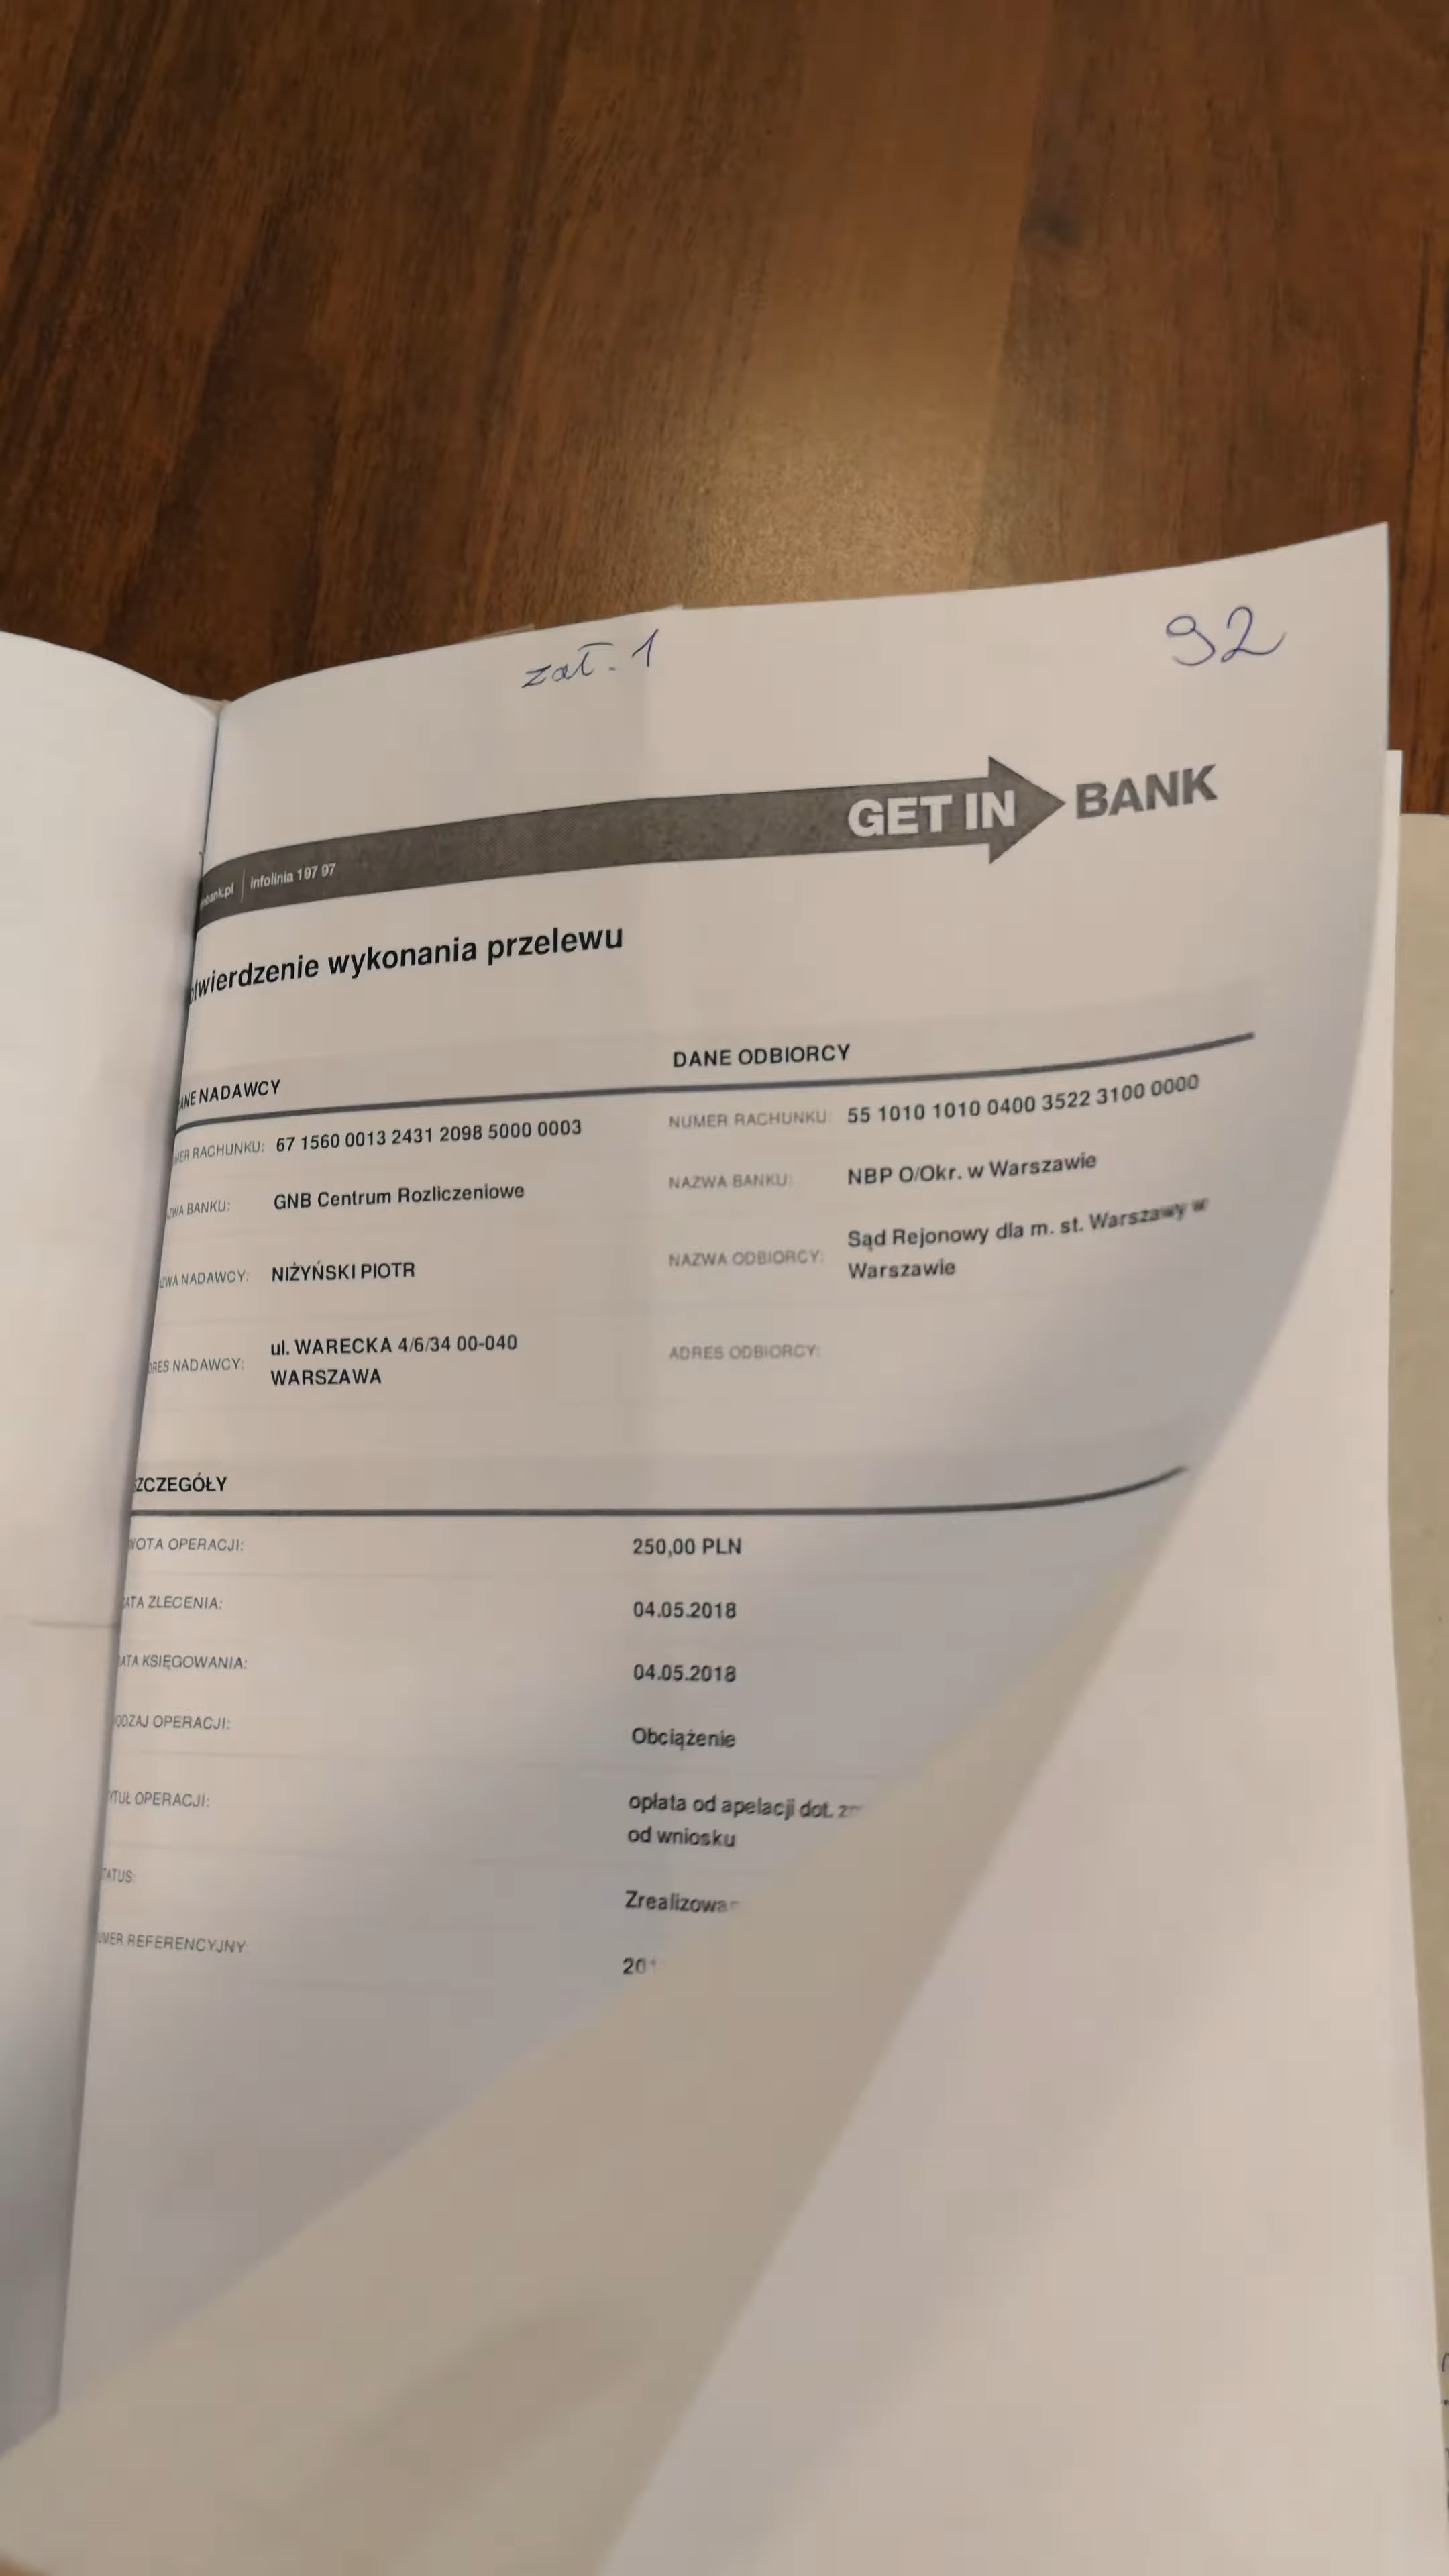 zał. 1
92
GET IN BANK
infolinia 197 97
wykonania przelewu
NADAWCY
DANE ODBIORCY
RACHUNKU: 67 1560 0013 2431 2098 5000 0003
NUMER RACHUNKU: 55 1010 1010 0400 3522 3100 0000
BANKU: GNB Centrum Rozliczeniowe
NAZWA BANKU: NBP O/Okr. w Warszawie
NADAWCY: NIŻYŃSKI PIOTR
NAZWA ODBIORCY: Sąd Rejonowy dla m. st. Warszawy w
Warszawie
NADAWCY: ul. WARECKA 4/6/34 00-040
WARSZAWA
ADRES ODBIORCY:
ZCZEGÓŁY
OPERACJI: 250,00 PLN
ZLECENIA: 04.05.2018
KSIĘGOWANIA: 04.05.2018
OPERACJI: Obciążenie
OPERACJI: opłata od apelacji dot.
od wniosku
Zrealizowa
REFERENCYJNY: